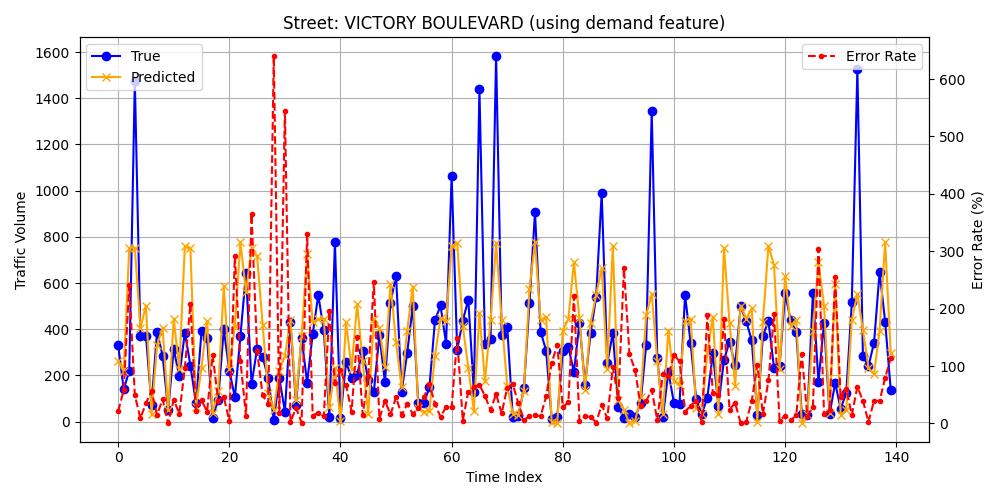 Street: VICTORY BOULEVARD (using demand feature)
True
Predicted
Error Rate
1600
1400
1200
1000
800
600
400
200
0
Traffic Volume
600
500
400
300
200
100
0
Error Rate (%)
0 20 40 60 80 100 120 140
Time Index